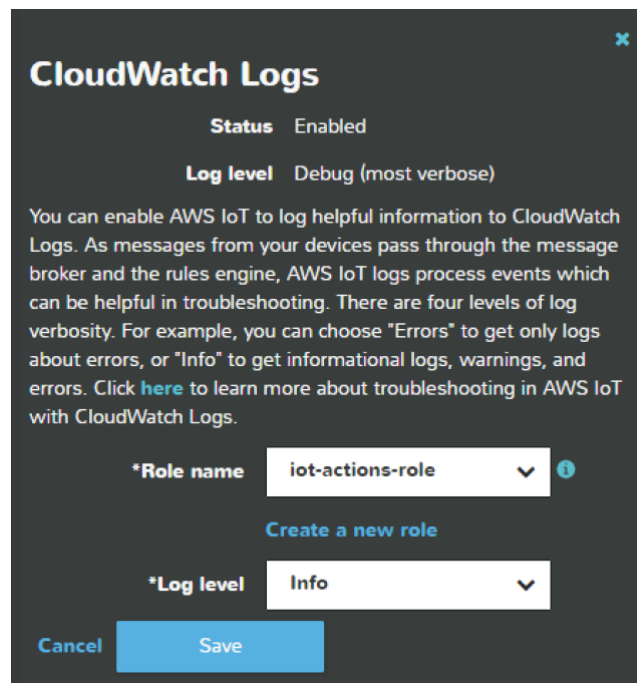 CloudWatch Logs
Status Enabled
Log level Debug (most verbose)
You can enable AWS IoT to log helpful information to CloudWatch
Logs. As messages from your devices pass through the message
broker and the rules engine, AWS IoT logs process events which
can be helpful in troubleshooting. There are four levels of log
verbosity. For example, you can choose "Errors" to get only logs
about errors, or "Info" to get informational logs, warnings, and
errors. Click here to learn more about troubleshooting in AWS IoT
with CloudWatch Logs.
*Role name iot-actions-role
Create a new role
*Log level Info
Cancel Save